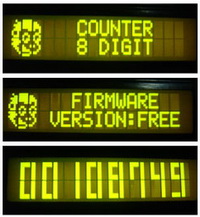 COUNTER
8 DIGIT
FIRMWARE
VERSION:FREE
00108749